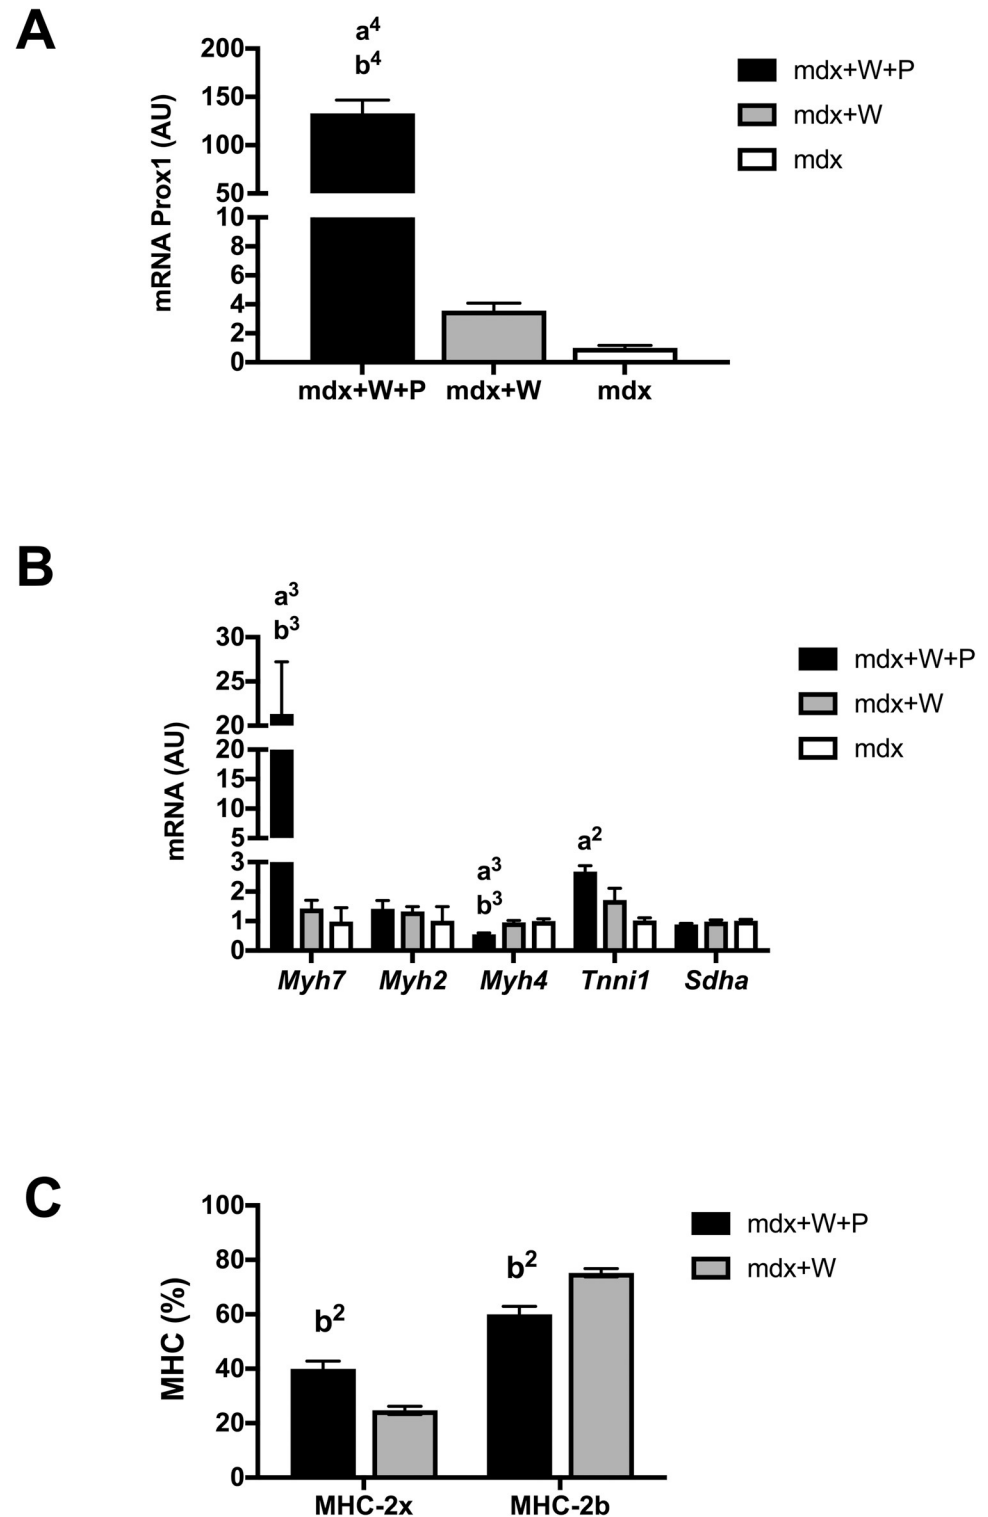 A
a⁴
b⁴
200
150
100
50
10
8
6
4
2
0
mRNA Prox1 (AU)
mdx+W+P
mdx+W
mdx
mdx+W+P
mdx+W
mdx
B
a³
b³
30
25
20
20
15
10
5
3
2
1
0
mRNA (AU)
a³
b³
a²
Myh7
Myh2
Myh4
Tnni1
Sdha
mdx+W+P
mdx+W
mdx
C
100
80
60
40
20
0
MHC (%)
b²
b²
MHC-2x
MHC-2b
mdx+W+P
mdx+W